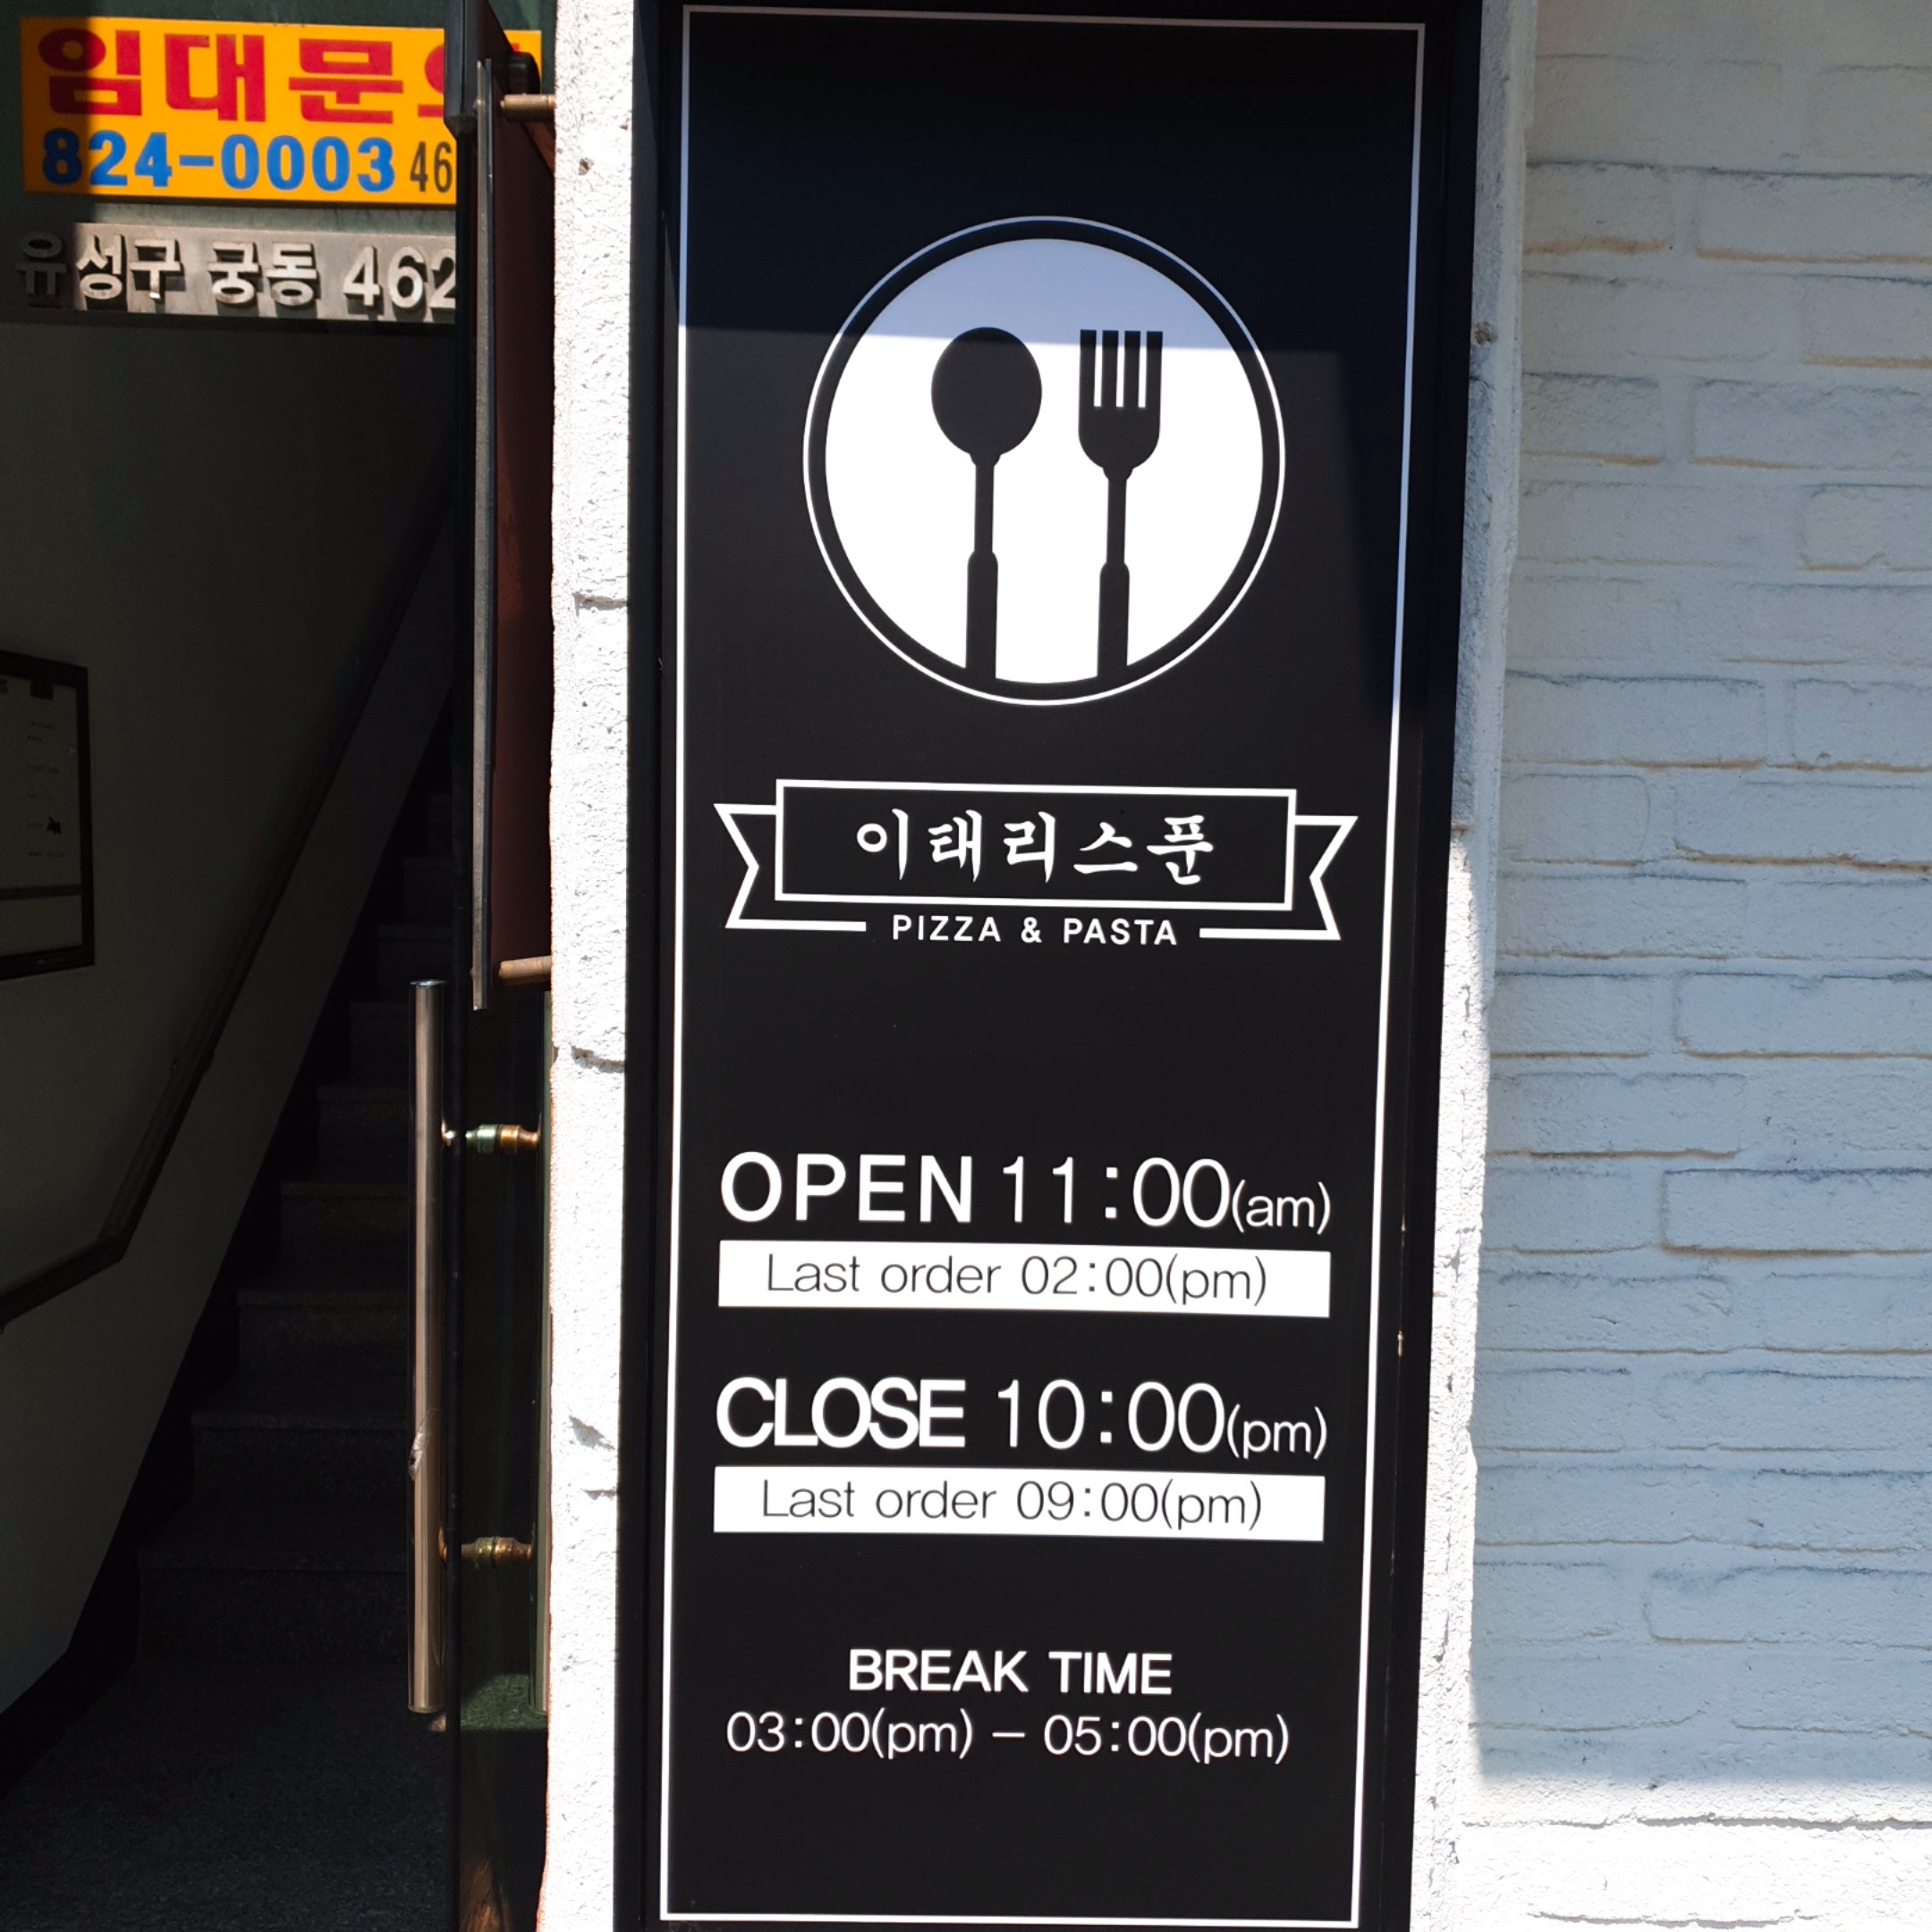 임대문
824-0003 46
유성구 궁동 462
이태리스푼
PIZZA & PASTA
OPEN 11:00(am)
Last order 02:00(pm)
CLOSE 10:00(pm)
Last order 09:00(pm)
BREAK TIME
03:00(pm) - 05:00(pm)